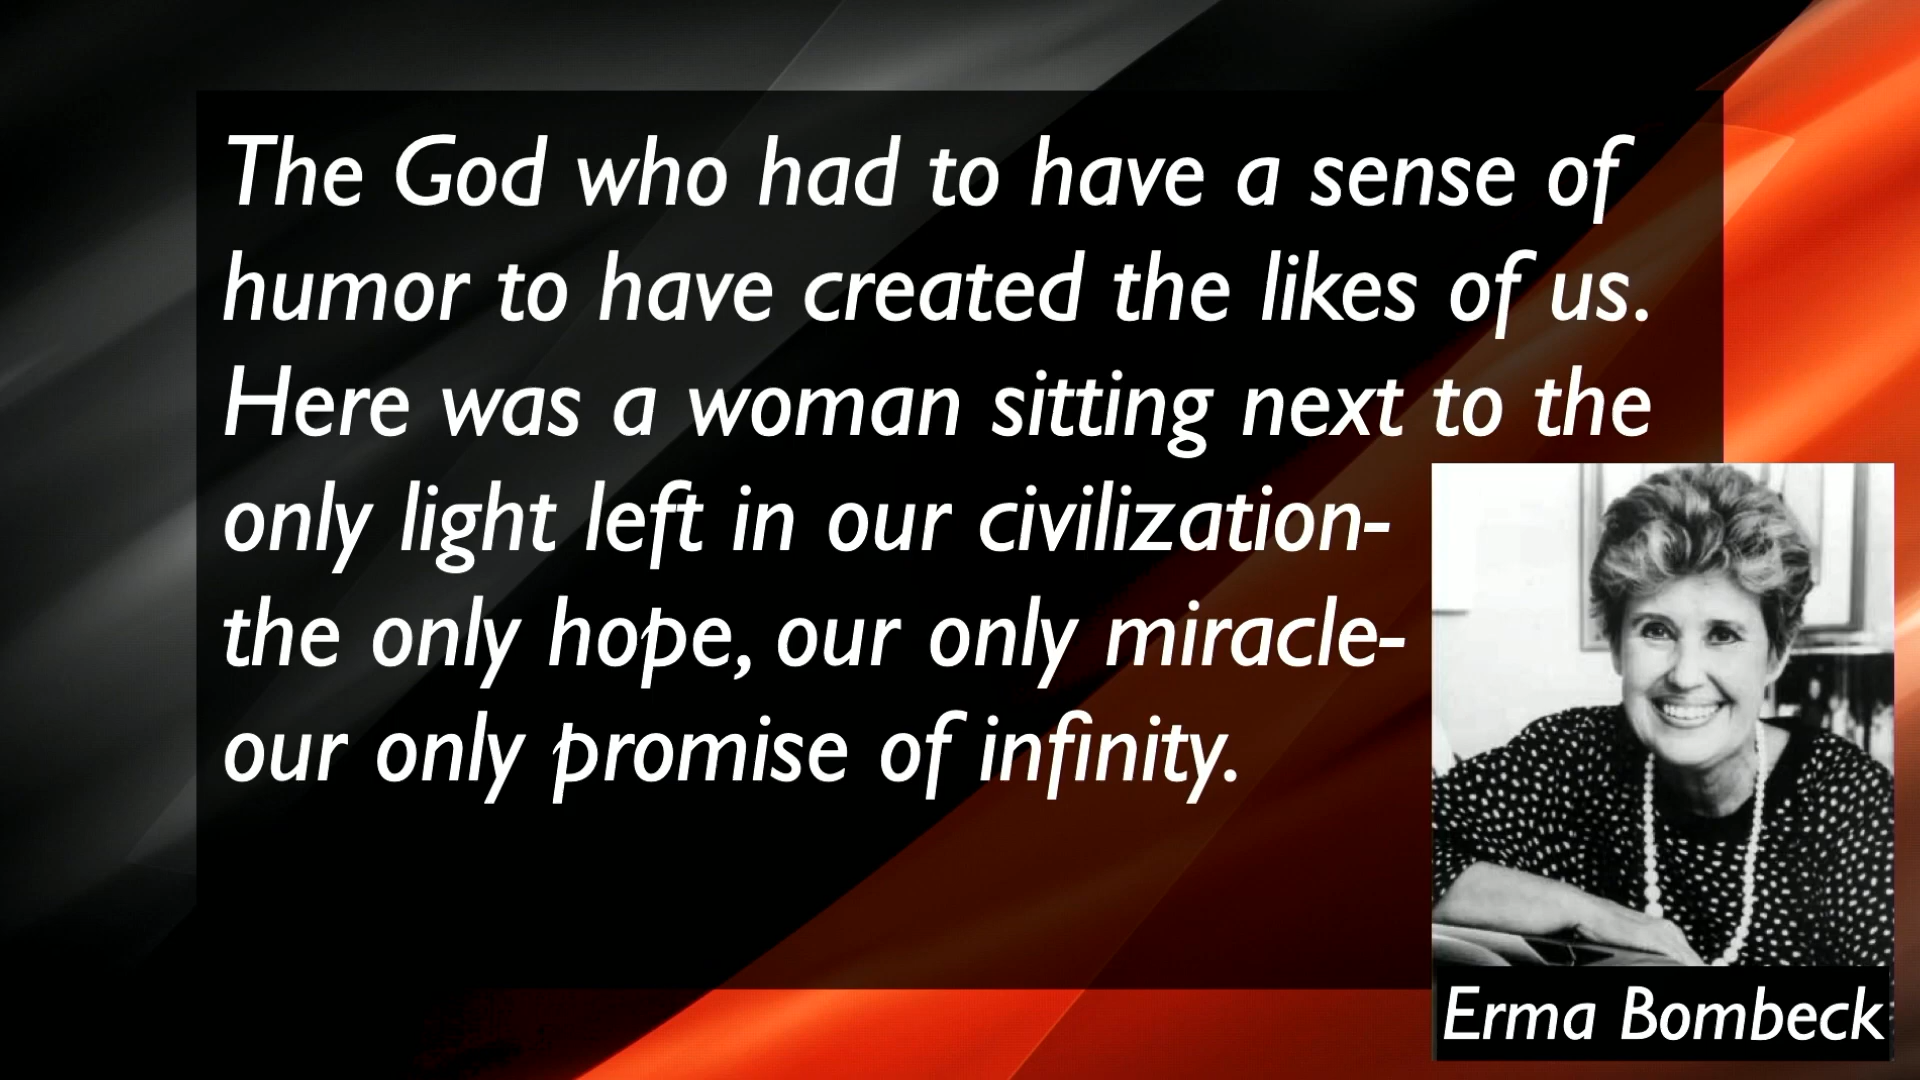 The God who had to have a sense of
humor to have created the likes of us.
Here was a woman sitting next to the
only light left in our civilization-
the only hope, our only miracle-
our only promise of infinity.
Erma Bombeck